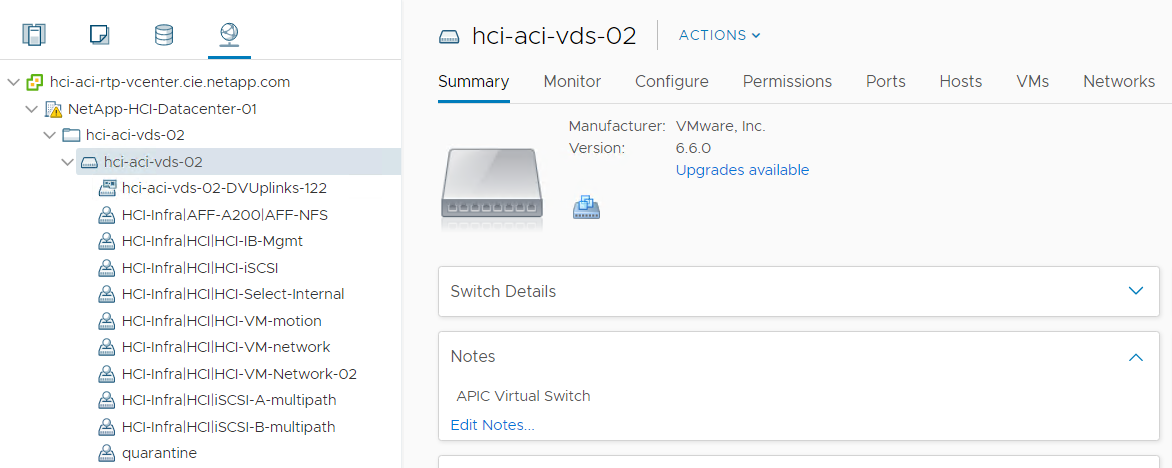 hci-aci-rtp-vcenter.cie.netapp.com
NetApp-HCI-Datacenter-01
hci-aci-vds-02
hci-aci-vds-02
hci-aci-vds-02-DVUplinks-122
HCI-Infra|AFF-A200|AFF-NFS
HCI-Infra|HCI|HCI-IB-Mgmt
HCI-Infra|HCI|HCI-iSCSI
HCI-Infra|HCI|HCI-Select-Internal
HCI-Infra|HCI|HCI-VM-motion
HCI-Infra|HCI|HCI-VM-network
HCI-Infra|HCI|HCI-VM-Network-02
HCI-Infra|HCI|iSCSI-A-multipath
HCI-Infra|HCI|iSCSI-B-multipath
quarantine
hci-aci-vds-02 ACTIONS
Summary Monitor Configure Permissions Ports Hosts VMs Networks
Manufacturer: VMware, Inc.
Version: 6.6.0
Upgrades available
Switch Details
Notes
APIC Virtual Switch
Edit Notes...